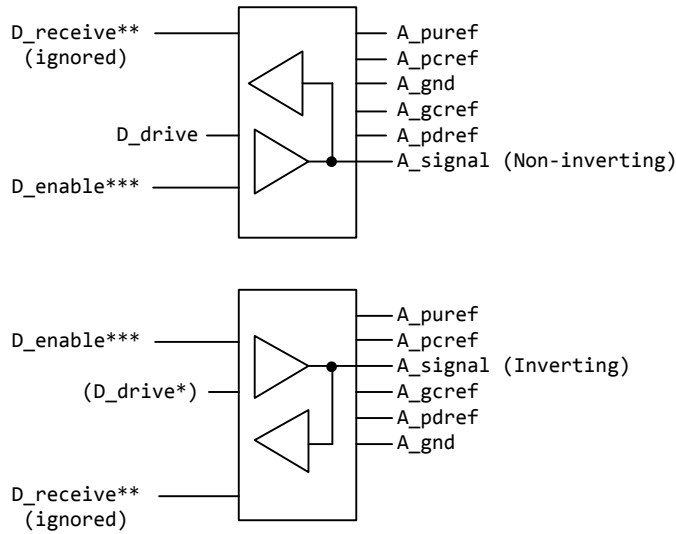 D_receive**
(ignored)
D_drive
D_enable***
A_puref
A_pcref
A_gnd
A_gcref
A_pdref
A_signal (Non-inverting)
D_enable***
(D_drive*)
D_receive**
(ignored)
A_puref
A_pcref
A_signal (Inverting)
A_gcref
A_pdref
A_gnd